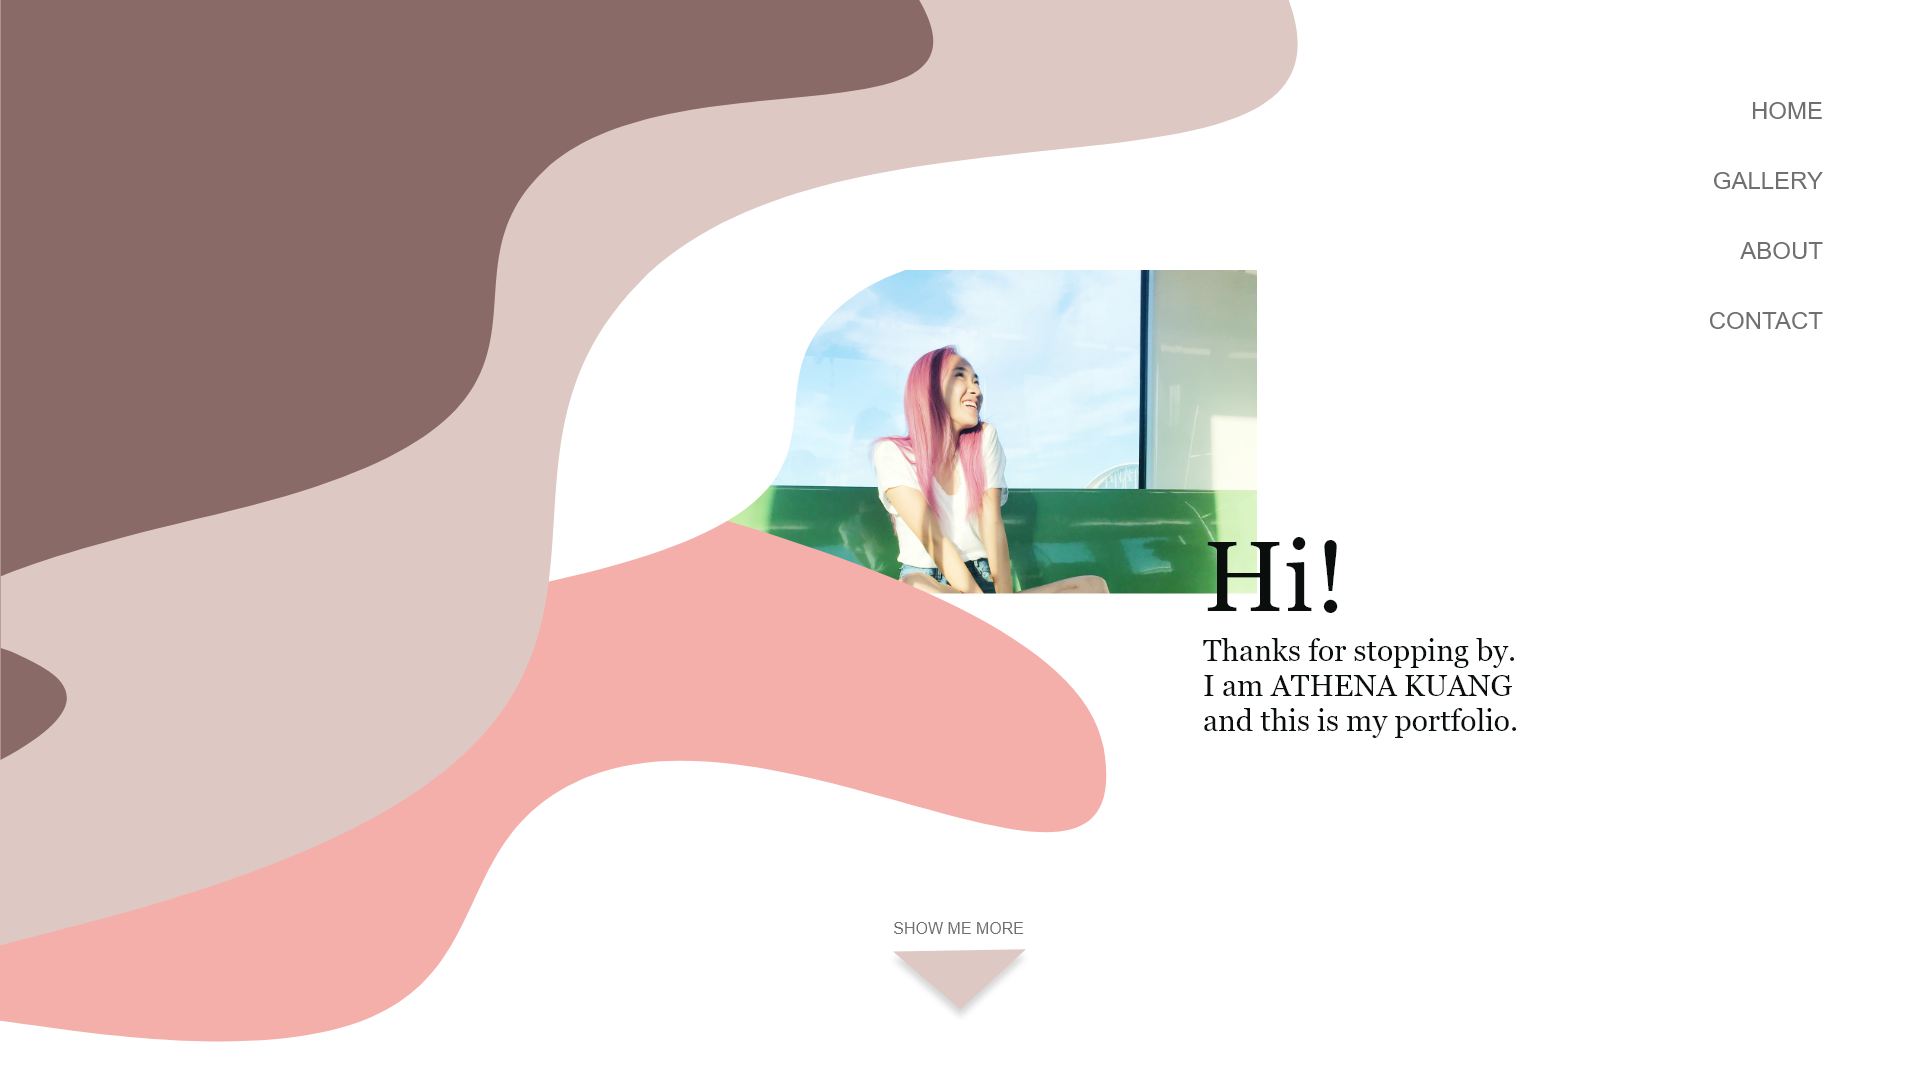 HOME
GALLERY
ABOUT
CONTACT
Hi!
Thanks for stopping by.
I am ATHENA KUANG
and this is my portfolio.
SHOW ME MORE